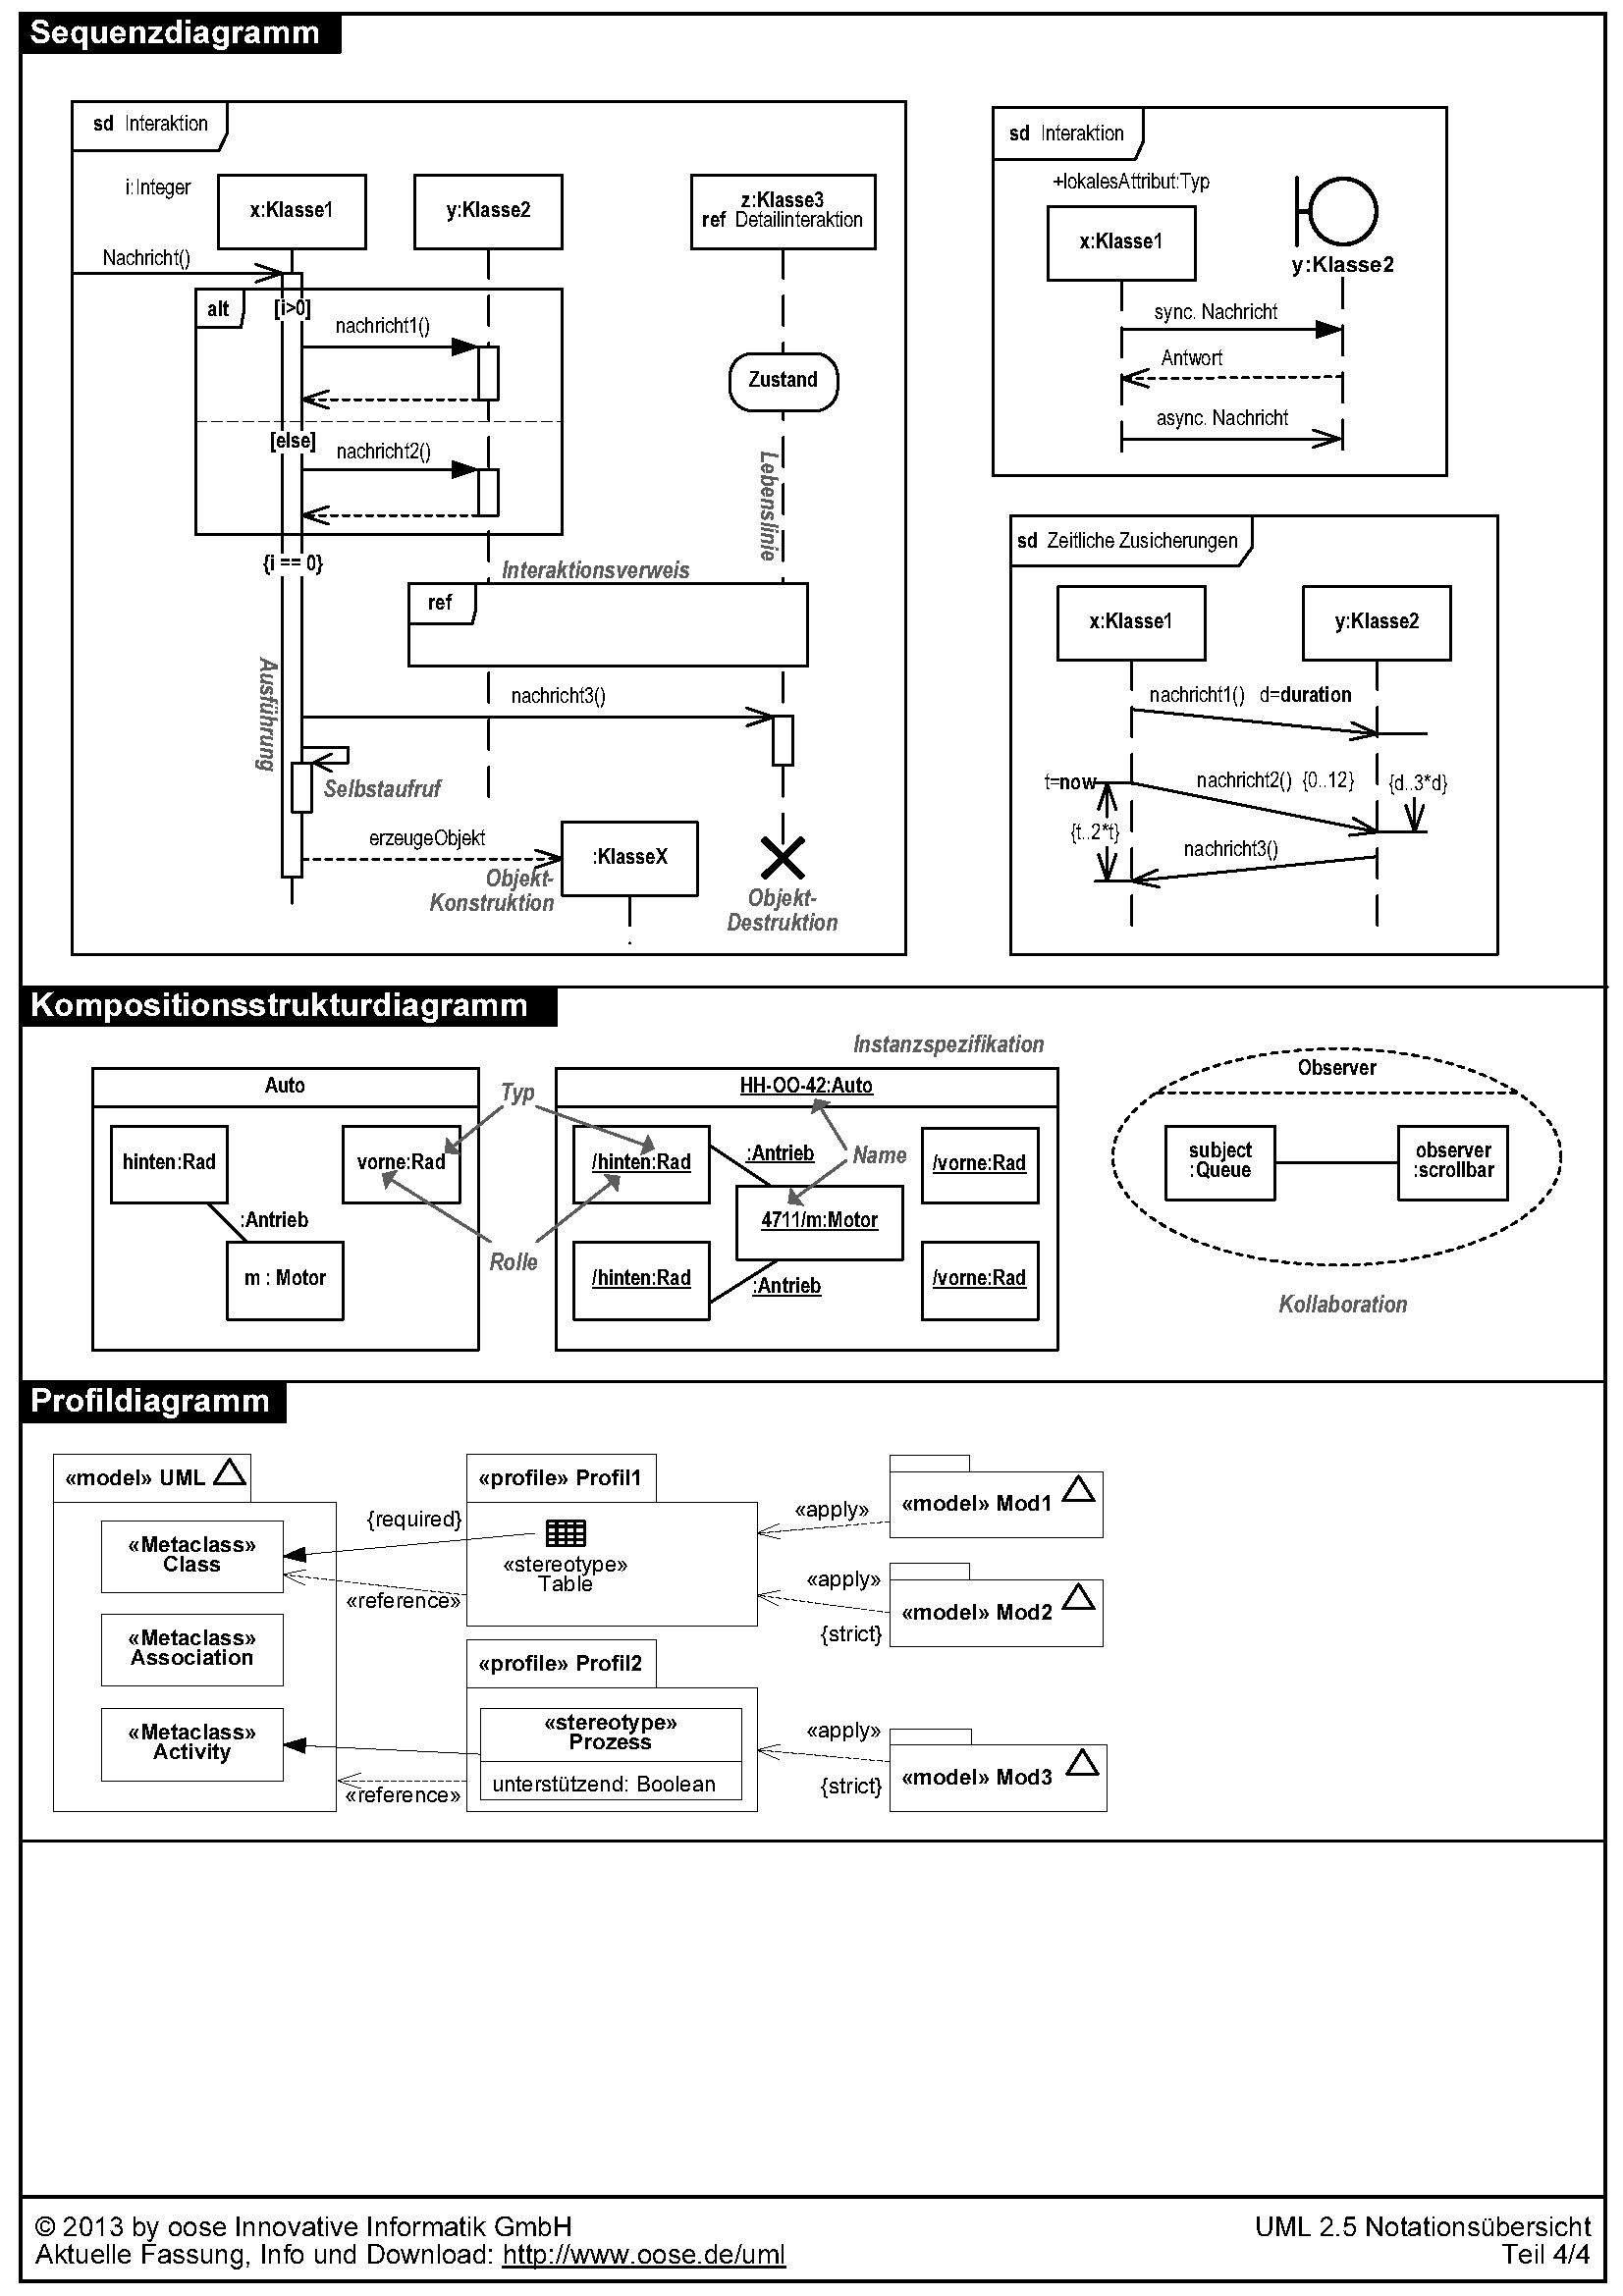 Sequenzdiagramm
sd Interaktion
i:Integer
x:Klasse1
y:Klasse2
z:Klasse3
ref Detailinteraktion
Nachricht()
alt
[i>0]
nachricht1()
Zustand
[else]
nachricht2()
Lebenslinie
{i == 0}
Interaktionsverweis
ref
Ausführung
nachricht3()
Selbstaufruf
erzeugeObjekt
:KlasseX
Objekt-
Konstruktion
Objekt-
Destruktion
sd Interaktion
+lokalesAttribut:Typ
x:Klasse1
y:Klasse2
sync. Nachricht
Antwort
async. Nachricht
sd Zeitliche Zusicherungen
x:Klasse1
y:Klasse2
nachricht1() d=duration
t=now
nachricht2() {0..12}
{d..3*d}
{t..2*t}
nachricht3()
Kompositionsstrukturdiagramm
Auto
hinten:Rad
vorne:Rad
:Antrieb
m : Motor
Typ
Rolle
Instanzspezifikation
HH-OO-42:Auto
/hinten:Rad
:Antrieb
Name
/vorne:Rad
4711/m:Motor
/hinten:Rad
:Antrieb
/vorne:Rad
Observer
subject
:Queue
observer
:scrollbar
Kollaboration
Profildiagramm
«model» UML
«Metaclass»
Class
«Metaclass»
Association
«Metaclass»
Activity
{required}
«reference»
«profile» Profil1
«stereotype»
Table
«apply»
«model» Mod1
«apply»
{strict}
«model» Mod2
«profile» Profil2
«stereotype»
Prozess
unterstützend: Boolean
«reference»
«apply»
{strict}
«model» Mod3
© 2013 by oose Innovative Informatik GmbH
Aktuelle Fassung, Info und Download: http://www.oose.de/uml
UML 2.5 Notationsübersicht
Teil 4/4